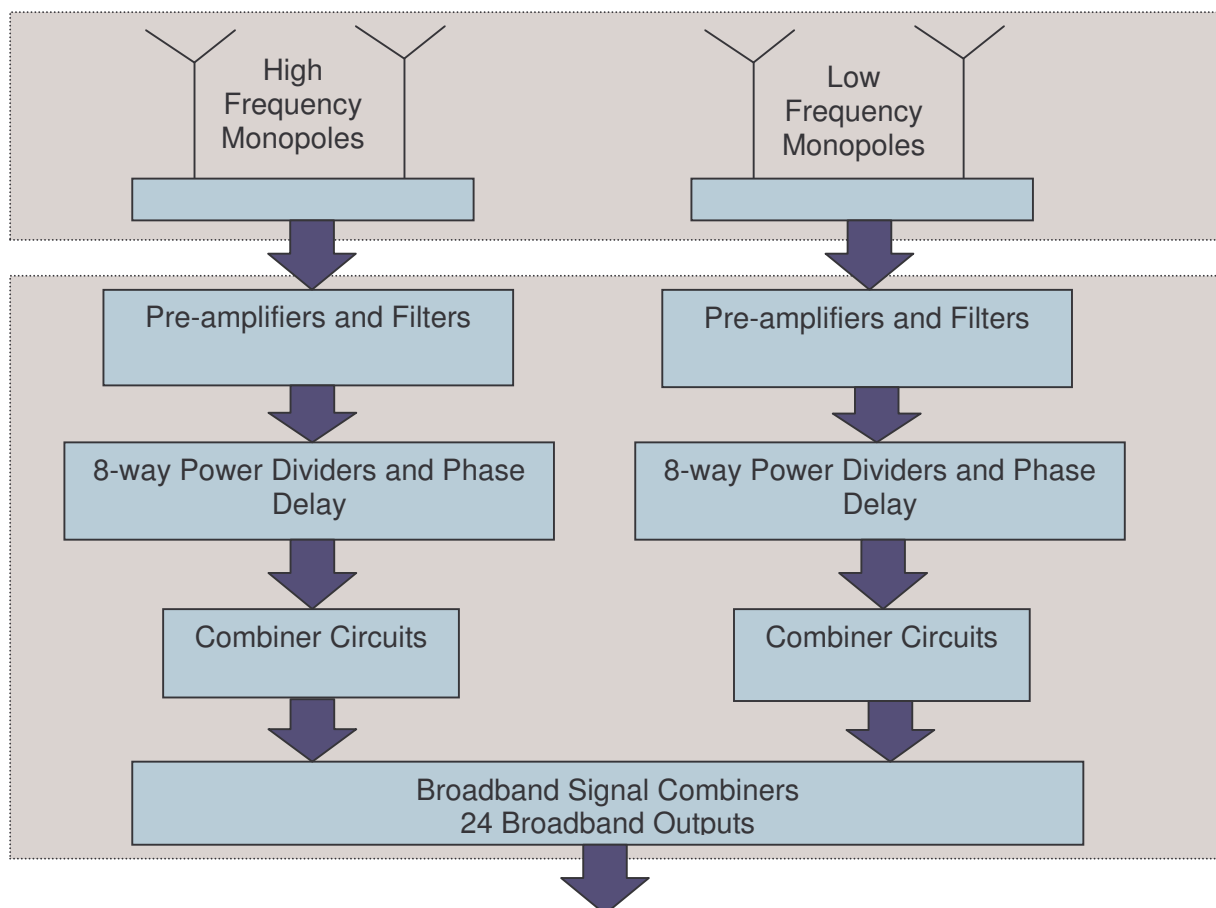 High
Frequency
Monopoles
Low
Frequency
Monopoles
Pre-amplifiers and Filters
Pre-amplifiers and Filters
8-way Power Dividers and Phase
Delay
8-way Power Dividers and Phase
Delay
Combiner Circuits
Combiner Circuits
Broadband Signal Combiners
24 Broadband Outputs